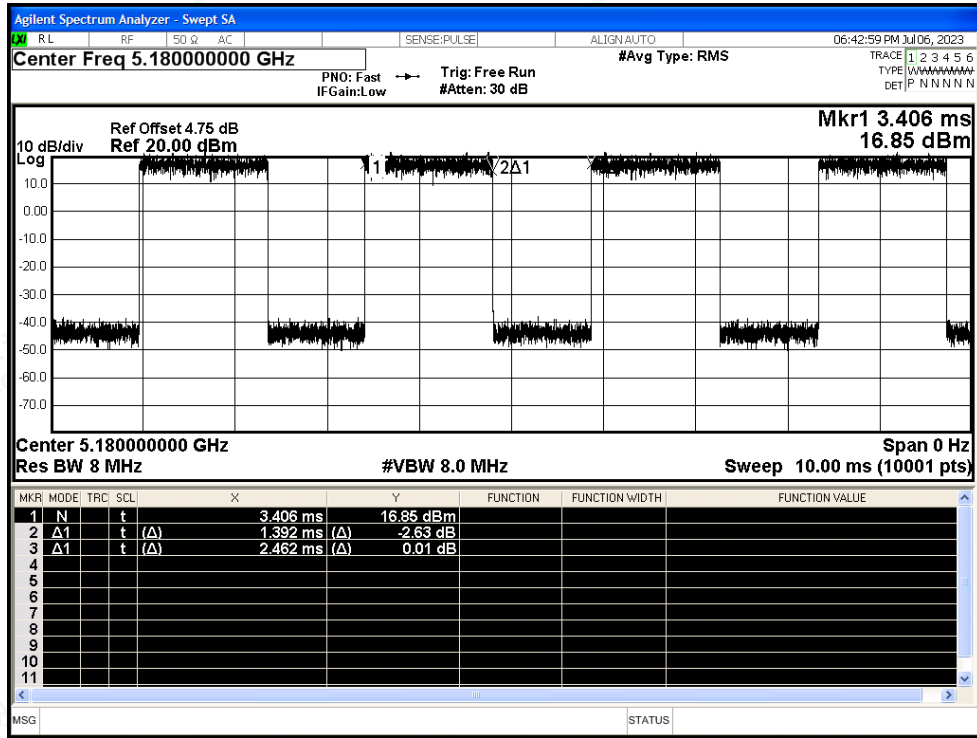 Agilent Spectrum Analyzer - Swept SA
LXI RL RF 50 Ω AC SENSE:PULSE ALIGN AUTO 06:42:59 PM Jul 06, 2023
Center Freq 5.180000000 GHz
PNO: Fast
IFGain:Low
Trig: Free Run
#Atten: 30 dB
#Avg Type: RMS
TRACE 1 2 3 4 5 6
TYPE WWWWWW
DET P N N N N N
Mkr1 3.406 ms
16.85 dBm
Ref Offset 4.75 dB
10 dB/div Ref 20.00 dBm
Log
10.0
0.00
-10.0
-20.0
-30.0
-40.0
-50.0
-60.0
-70.0
1 2Δ1
Center 5.180000000 GHz Span 0 Hz
Res BW 8 MHz #VBW 8.0 MHz Sweep 10.00 ms (10001 pts)
MKR MODE TRC SCL X Y FUNCTION FUNCTION WIDTH FUNCTION VALUE
1 N t 3.406 ms 16.85 dBm
2 Δ1 t (Δ) 1.392 ms (Δ) -2.63 dB
3 Δ1 t (Δ) 2.462 ms (Δ) 0.01 dB
4
5
6
7
8
9
10
11
MSG STATUS